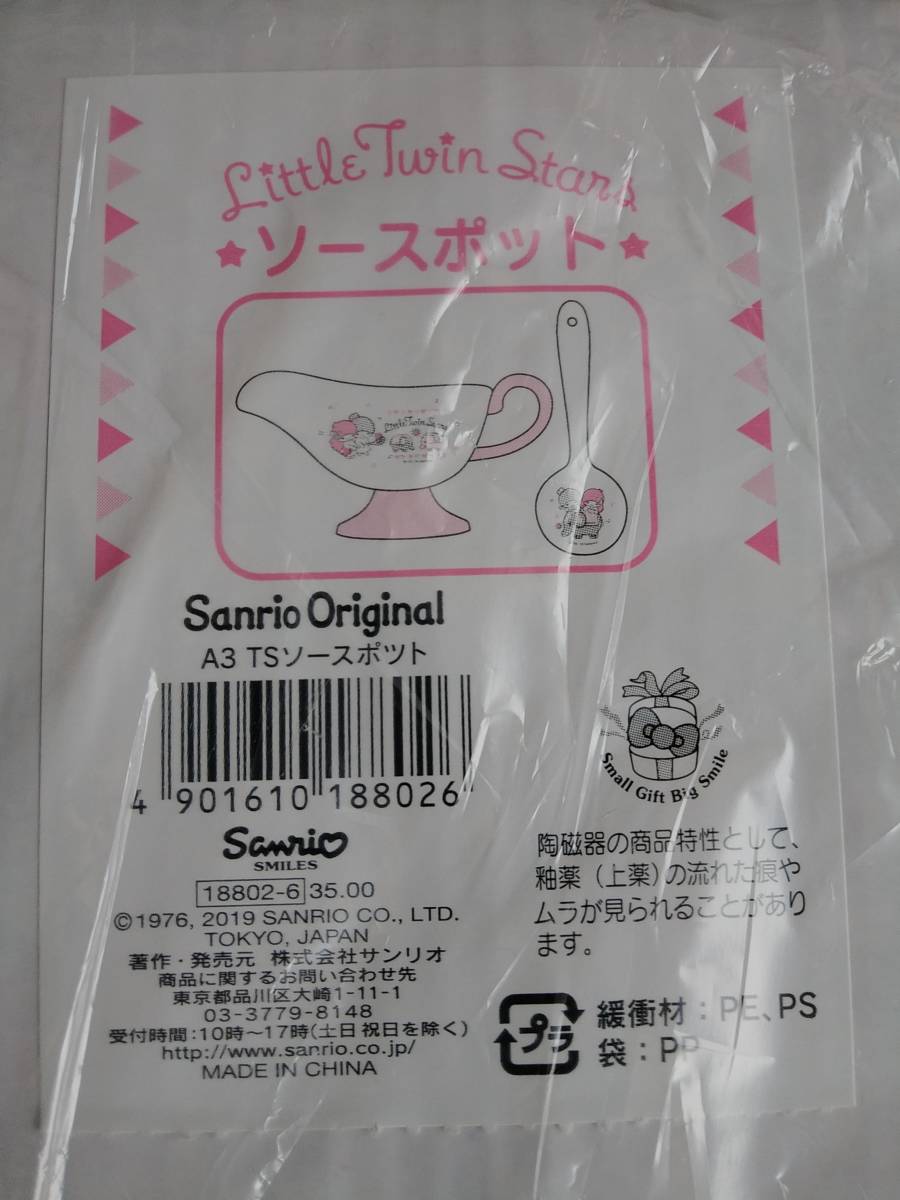 Little Twin Stars
ソースポット
Little Twin Stars
Sanrio Original
A3 TSソースポツト
4 901610 188026
Small Gift Big Smile
Sanrio
SMILES
18802-6 35.00
©1976, 2019 SANRIO CO., LTD.
TOKYO, JAPAN
著作・発売元 株式会社サンリオ
商品に関するお問い合わせ先
東京都品川区大崎1-11-1
03-3779-8148
受付時間:10時〜17時(土日祝日を除く)
http://www.sanrio.co.jp/
MADE IN CHINA
陶磁器の商品特性として、
釉薬(上薬)の流れた痕や
ムラが見られることがあり
ます。
プラ
緩衝材:PE、PS
袋:PP